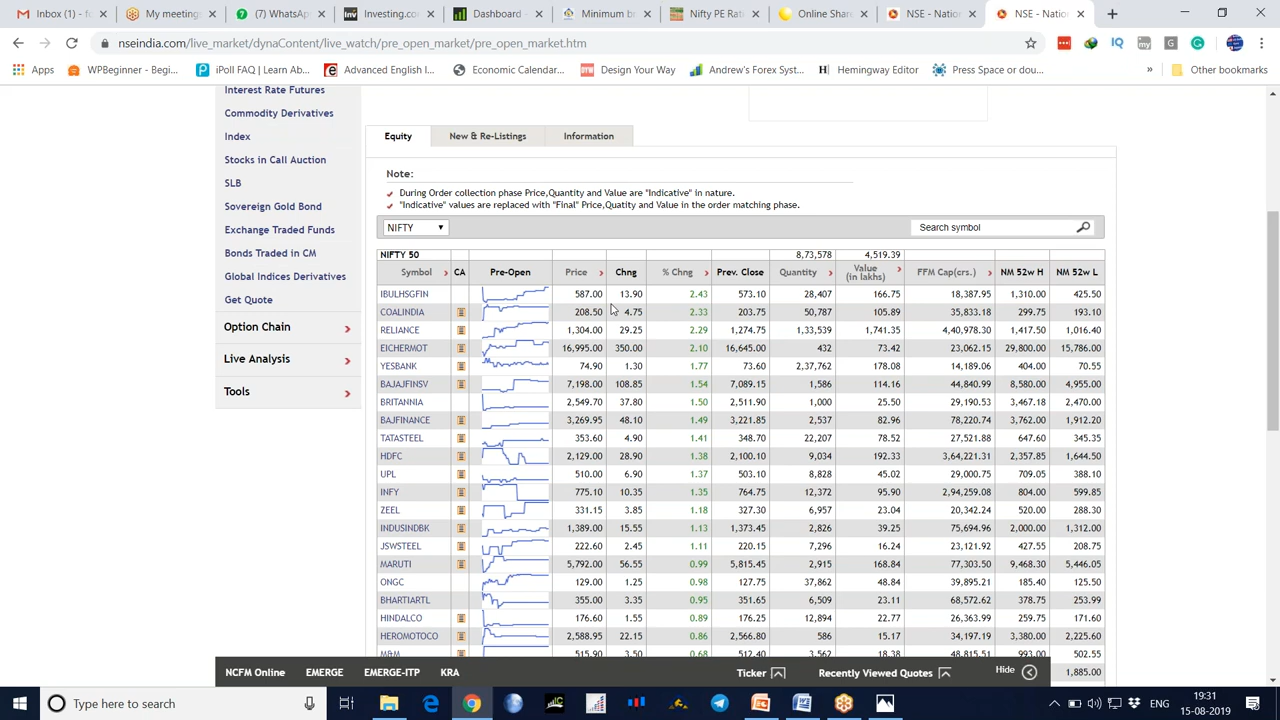 Inbox (1) - fo
My meetings
(7) WhatsA
Investing.co
Dashboard
Minimum br
Nifty PE Rat
Online Shar
NSE - Nation
NSE - Nation
nseindia.com/live_market/dynaContent/live_watch/pre_open_market/pre_open_market.htm
Apps
WPBeginner - Begi...
iPoll FAQ | Learn Ab...
Advanced English I...
Economic Calendar...
Design Your Way
Andrew's Forex Syst...
Hemingway Editor
Press Space or dou...
»
Other bookmarks
Interest Rate Futures
Commodity Derivatives
Index
Stocks in Call Auction
SLB
Sovereign Gold Bond
Exchange Traded Funds
Bonds Traded in CM
Global Indices Derivatives
Get Quote
Option Chain
Live Analysis
Tools
Equity New & Re-Listings Information
Note:
During Order collection phase Price,Quantity and Value are "Indicative" in nature.
"Indicative" values are replaced with "Final" Price,Quatity and Value in the order matching phase.
NIFTY
Search symbol
NIFTY 50 8,73,578 4,519.39
Symbol CA Pre-Open Price Chng % Chng Prev. Close Quantity Value (in lakhs) FFM Cap(crs.) NM 52w H NM 52w L
IBULHSGFIN 587.00 13.90 2.43 573.10 28,407 166.75 18,387.95 1,310.00 425.50
COALINDIA 208.50 4.75 2.33 203.75 50,787 105.89 35,833.18 299.75 193.10
RELIANCE 1,304.00 29.25 2.29 1,274.75 1,33,539 1,741.35 4,40,978.30 1,417.50 1,016.40
EICHERMOT 16,995.00 350.00 2.10 16,645.00 432 73.42 23,062.15 29,800.00 15,786.00
YESBANK 74.90 1.30 1.77 73.60 2,37,762 178.08 14,189.06 404.00 70.55
BAJAJFINSV 7,198.00 108.85 1.54 7,089.15 1,586 114.16 44,840.99 8,580.00 4,955.00
BRITANNIA 2,549.70 37.80 1.50 2,511.90 1,000 25.50 29,190.53 3,467.18 2,470.00
BAJFINANCE 3,269.95 48.10 1.49 3,221.85 2,537 82.96 78,220.74 3,762.00 1,912.20
TATASTEEL 353.60 4.90 1.41 348.70 22,207 78.52 27,521.88 647.60 345.35
HDFC 2,129.00 28.90 1.38 2,100.10 9,034 192.33 3,64,221.31 2,357.85 1,644.50
UPL 510.00 6.90 1.37 503.10 8,828 45.02 29,000.75 709.05 388.10
INFY 775.10 10.35 1.35 764.75 12,372 95.90 2,94,259.08 804.00 599.85
ZEEL 331.15 3.85 1.18 327.30 6,957 23.04 20,342.24 520.00 288.30
INDUSINDBK 1,389.00 15.55 1.13 1,373.45 2,826 39.25 75,694.96 2,000.00 1,312.00
JSWSTEEL 222.60 2.45 1.11 220.15 7,296 16.24 23,121.92 427.55 208.75
MARUTI 5,792.00 56.55 0.99 5,815.45 2,915 168.84 77,303.50 9,468.30 5,446.05
ONGC 129.00 1.25 0.98 127.75 37,862 48.84 39,895.21 185.40 125.50
BHARTIARTL 355.00 3.35 0.95 351.65 6,509 23.11 68,572.62 378.75 253.99
HINDALCO 176.60 1.55 0.89 176.25 12,894 22.77 26,363.99 259.75 171.60
HEROMOTOCO 2,588.95 22.15 0.86 2,566.80 586 15.17 34,197.19 3,380.00 2,225.60
M&M 515.90 3.50 0.68 512.40 3,562 18.38 48,815.51 993.00 502.55
1,885.00
NCFM Online EMERGE EMERGE-ITP KRA Ticker Recently Viewed Quotes Hide
Type here to search
ENG
19:31
15-08-2019